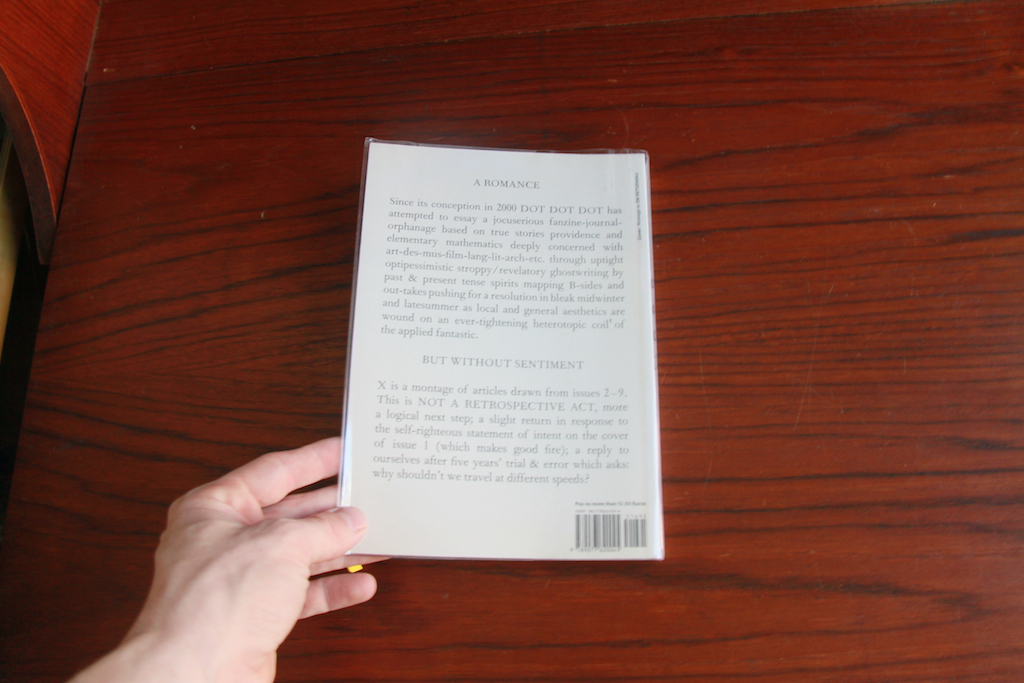 A ROMANCE
Since its conception in 2000 DOT DOT DOT has
attempted to essay a jocuserious fanzine-journal-
orphanage based on true stories providence and
elementary mathematics deeply concerned with
art-des-mus-film-lang-lit-arch-etc. through uptight
optipessimistic stroppy/revelatory ghostwriting by
past & present tense spirits mapping B-sides and
out-takes pushing for a resolution in bleak midwinter
and latesummer as local and general aesthetics are
wound on an ever-tightening heterotopic coil of
the applied fantastic.
BUT WITHOUT SENTIMENT
X is a montage of articles drawn from issues 2–9.
This is NOT A RETROSPECTIVE ACT, more
a logical next step; a slight return in response to
the self-righteous statement of intent on the cover
of issue 1 (which makes good fire); a reply to
ourselves after five years' trial & error which asks:
why shouldn't we travel at different speeds?